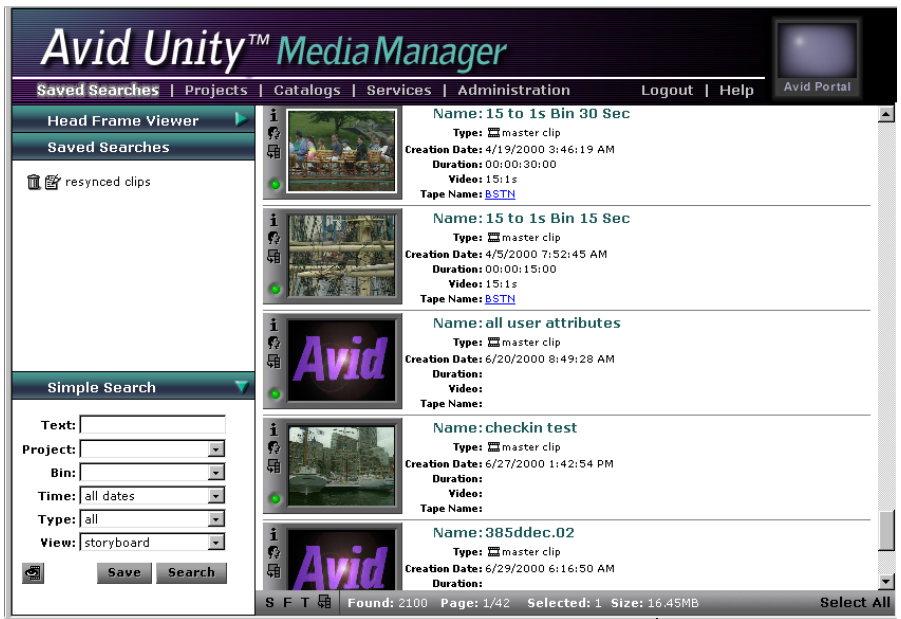 Avid Unity™ MediaManager
Saved Searches | Projects | Catalogs | Services | Administration Logout | Help
Avid Portal
Head Frame Viewer
Saved Searches
resynced clips
Simple Search
Text:
Project:
Bin:
Time: all dates
Type: all
View: storyboard
Save Search
Name: 15 to 1s Bin 30 Sec
Type: master clip
Creation Date: 4/19/2000 3:46:19 AM
Duration: 00:00:30:00
Video: 15:1s
Tape Name: BSTN
Name: 15 to 1s Bin 15 Sec
Type: master clip
Creation Date: 4/5/2000 7:52:45 AM
Duration: 00:00:15:00
Video: 15:1s
Tape Name: BSTN
Avid
Name: all user attributes
Type: master clip
Creation Date: 6/20/2000 8:49:28 AM
Duration:
Video:
Tape Name:
Name: checkin test
Type: master clip
Creation Date: 6/27/2000 1:42:54 PM
Duration:
Video:
Tape Name:
Avid
Name: 385ddec.02
Type: master clip
Creation Date: 6/29/2000 6:16:50 AM
Duration:
S F T Found: 2100 Page: 1/42 Selected: 1 Size: 16.45MB Select All